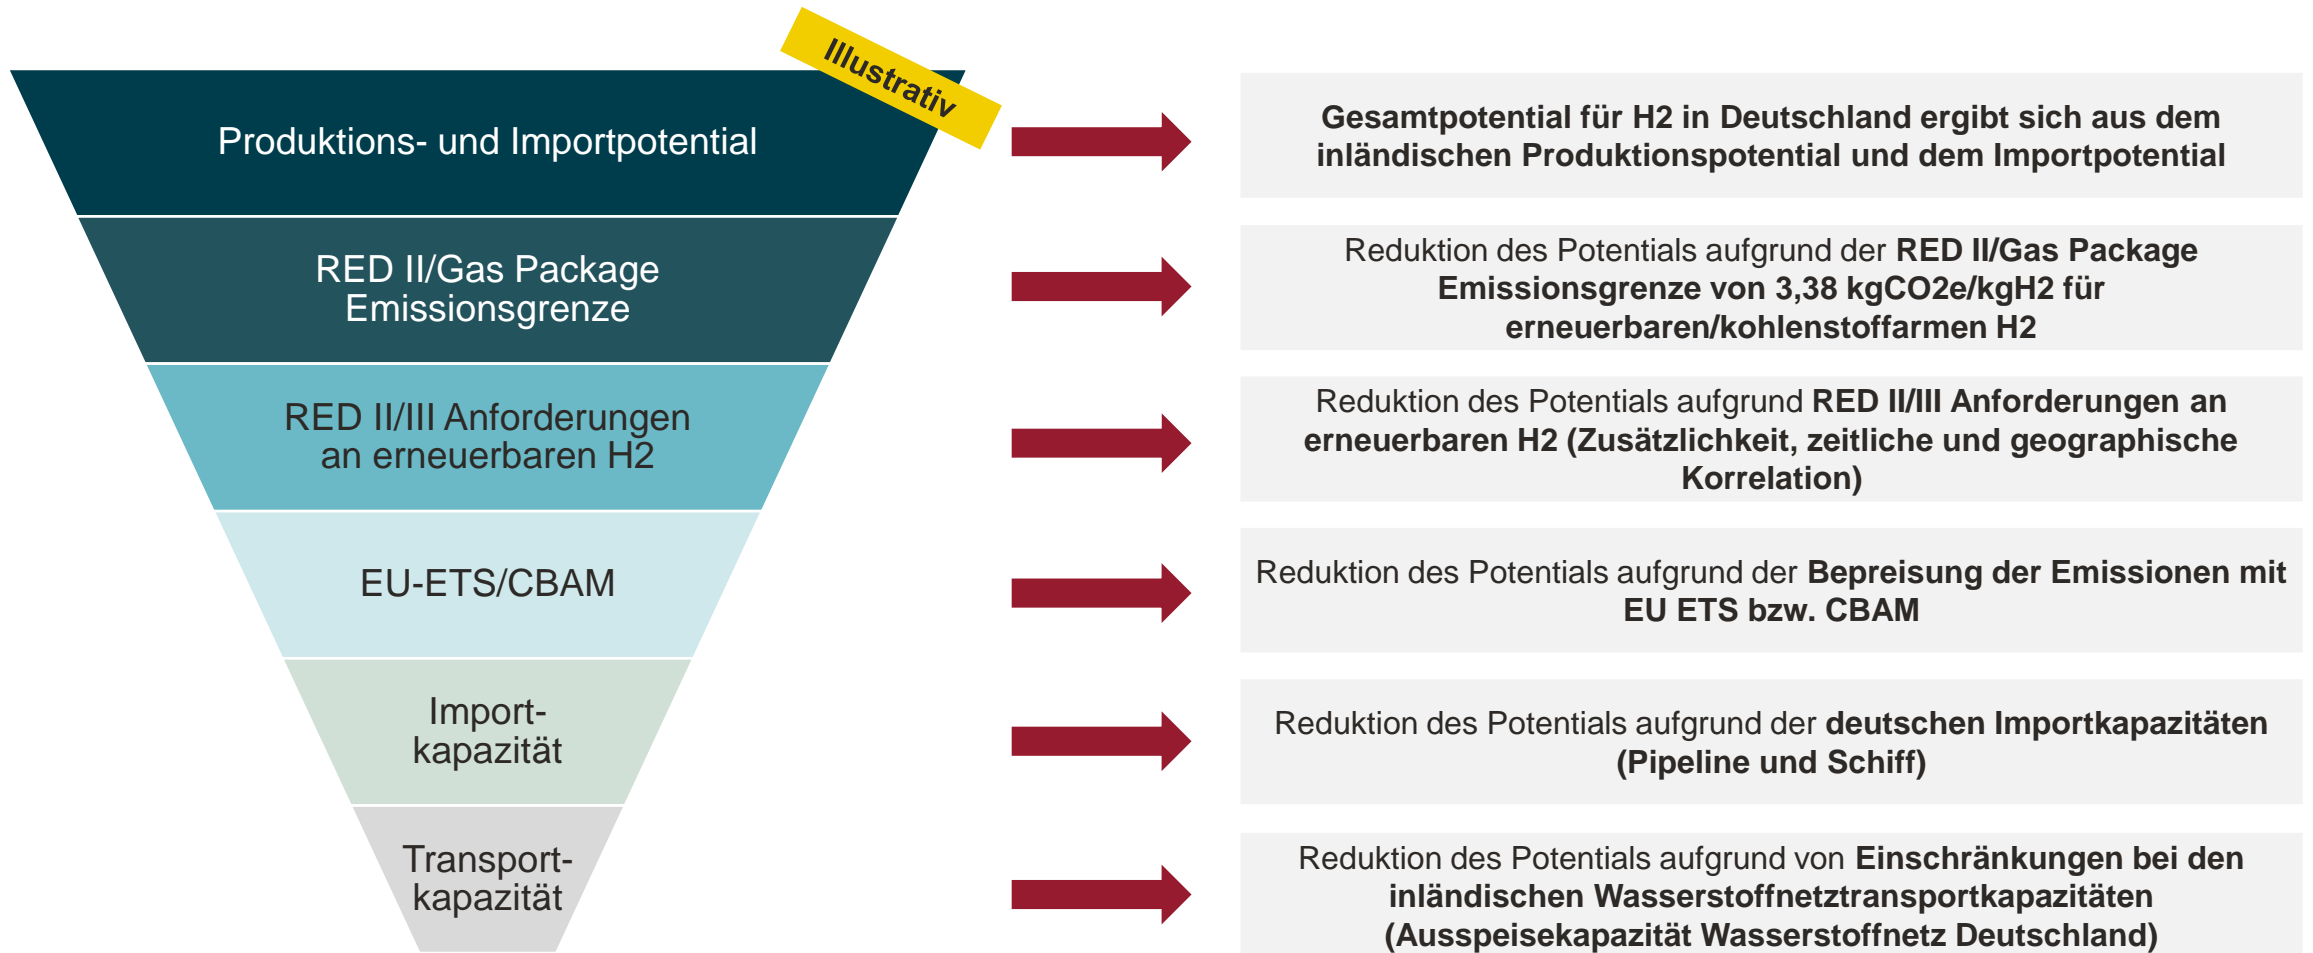 Illustrativ
Produktions- und Importpotential
Gesamtpotential für H2 in Deutschland ergibt sich aus dem
inländischen Produktionspotential und dem Importpotential
RED II/Gas Package
Emissionsgrenze
Reduktion des Potentials aufgrund der RED II/Gas Package
Emissionsgrenze von 3,38 kgCO2e/kgH2 für
erneuerbaren/kohlenstoffarmen H2
RED II/III Anforderungen
an erneuerbaren H2
Reduktion des Potentials aufgrund RED II/III Anforderungen an
erneuerbaren H2 (Zusätzlichkeit, zeitliche und geographische
Korrelation)
EU-ETS/CBAM
Reduktion des Potentials aufgrund der Bepreisung der Emissionen mit
EU ETS bzw. CBAM
Import-
kapazität
Reduktion des Potentials aufgrund der deutschen Importkapazitäten
(Pipeline und Schiff)
Transport-
kapazität
Reduktion des Potentials aufgrund von Einschränkungen bei den
inländischen Wasserstoffnetztransportkapazitäten
(Ausspeisekapazität Wasserstoffnetz Deutschland)